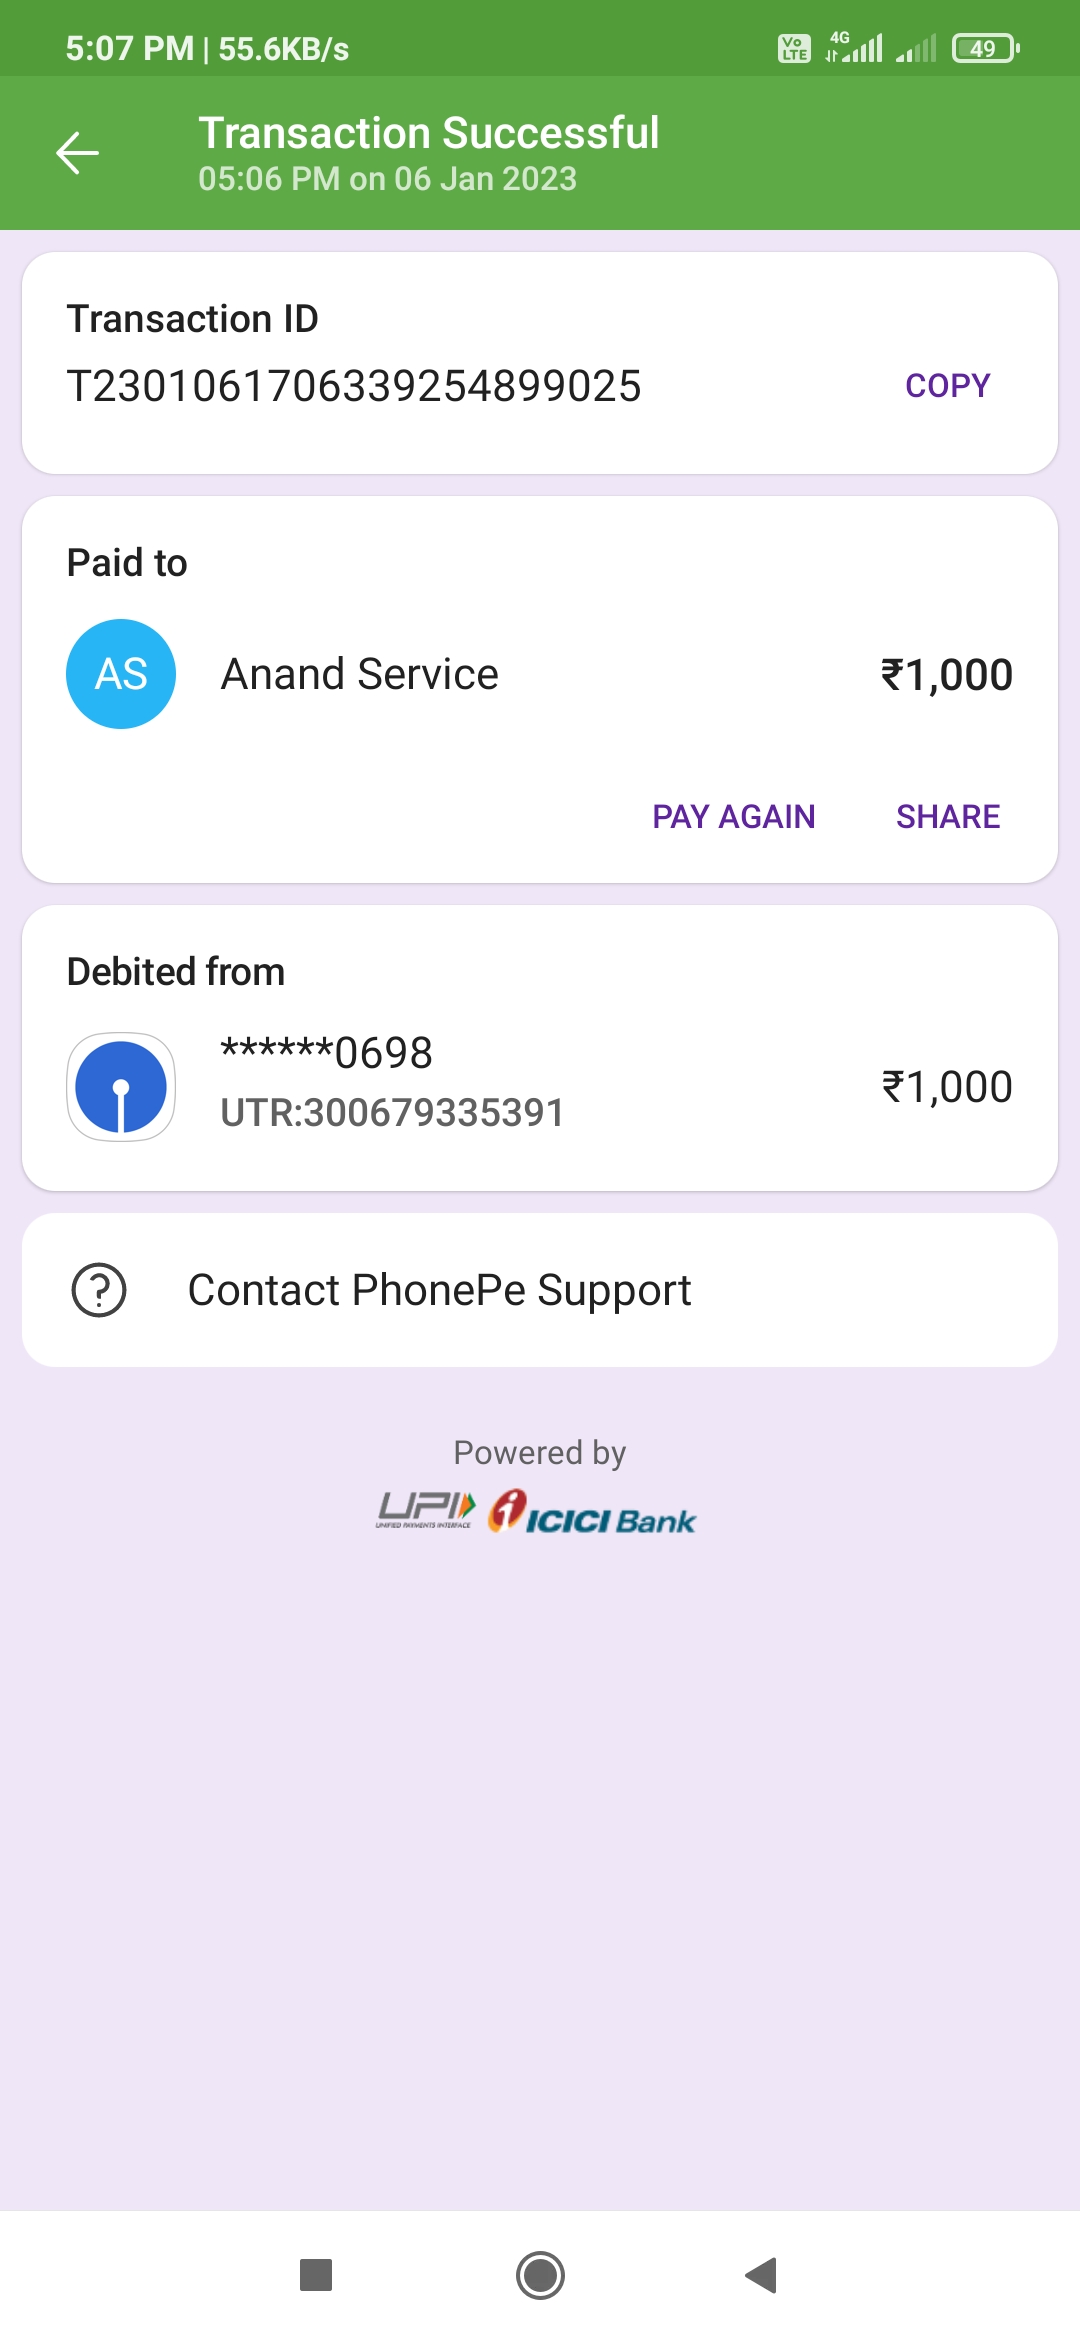 5:07 PM | 55.6KB/s
Vo LTE 4G 49
Transaction Successful
05:06 PM on 06 Jan 2023
Transaction ID
T2301061706339254899025 COPY
Paid to
AS Anand Service ₹1,000
PAY AGAIN SHARE
Debited from
******0698
UTR:300679335391 ₹1,000
Contact PhonePe Support
Powered by
UPI ICICI Bank
UNIFIED PAYMENTS INTERFACE